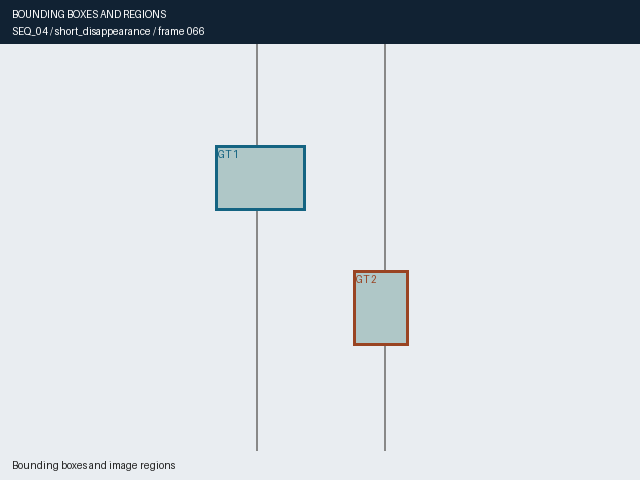 BOUNDING BOXES AND REGIONS
SEQ_04 / short_disappearance / frame 066
GT1
GT2
Bounding boxes and image regions